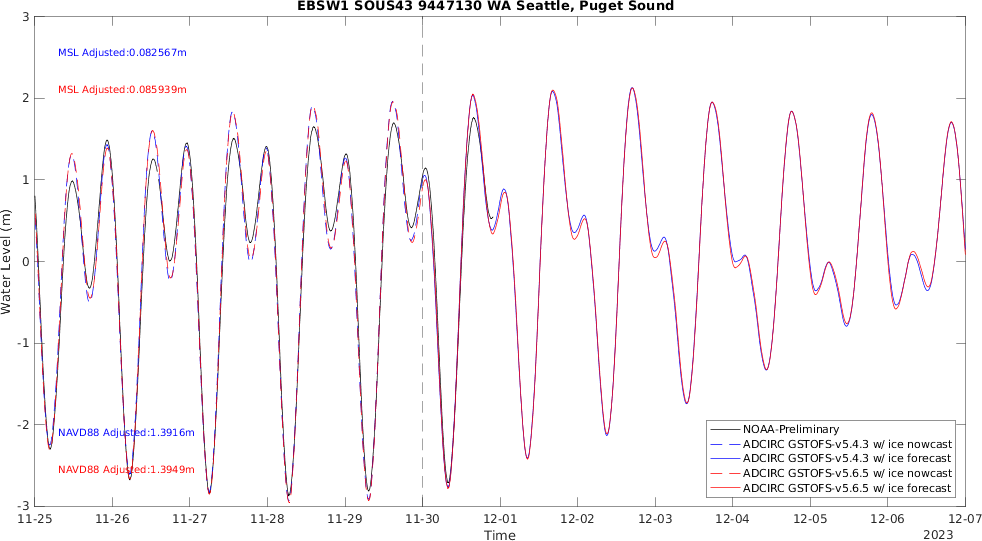 EBSW1 SOUS43 9447130 WA Seattle, Puget Sound
3
2
1
0
-1
-2
-3
Water Level (m)
MSL Adjusted:0.082567m
MSL Adjusted:0.085939m
NAVD88 Adjusted:1.3916m
NAVD88 Adjusted:1.3949m
NOAA-Preliminary
ADCIRC GSTOFS-v5.4.3 w/ ice nowcast
ADCIRC GSTOFS-v5.4.3 w/ ice forecast
ADCIRC GSTOFS-v5.6.5 w/ ice nowcast
ADCIRC GSTOFS-v5.6.5 w/ ice forecast
11-25 11-26 11-27 11-28 11-29 11-30 12-01 12-02 12-03 12-04 12-05 12-06 12-07
Time
2023